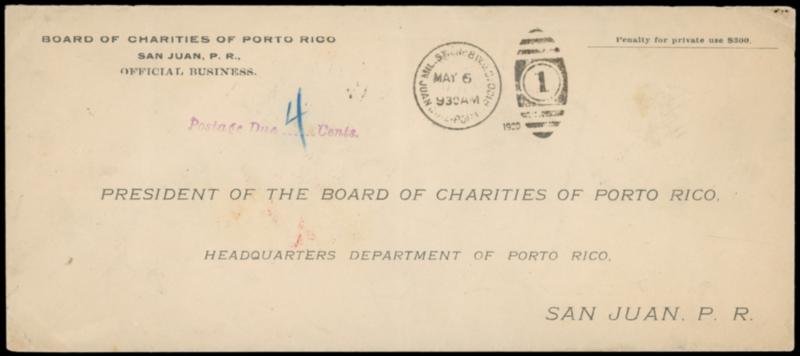 BOARD OF CHARITIES OF PORTO RICO
SAN JUAN, P. R.,
OFFICIAL BUSINESS.
Penalty for private use $300.
MAY 6
930AM
1
1900
Postage Due 4 Cents.
PRESIDENT OF THE BOARD OF CHARITIES OF PORTO RICO,
HEADQUARTERS DEPARTMENT OF PORTO RICO,
SAN JUAN, P. R.